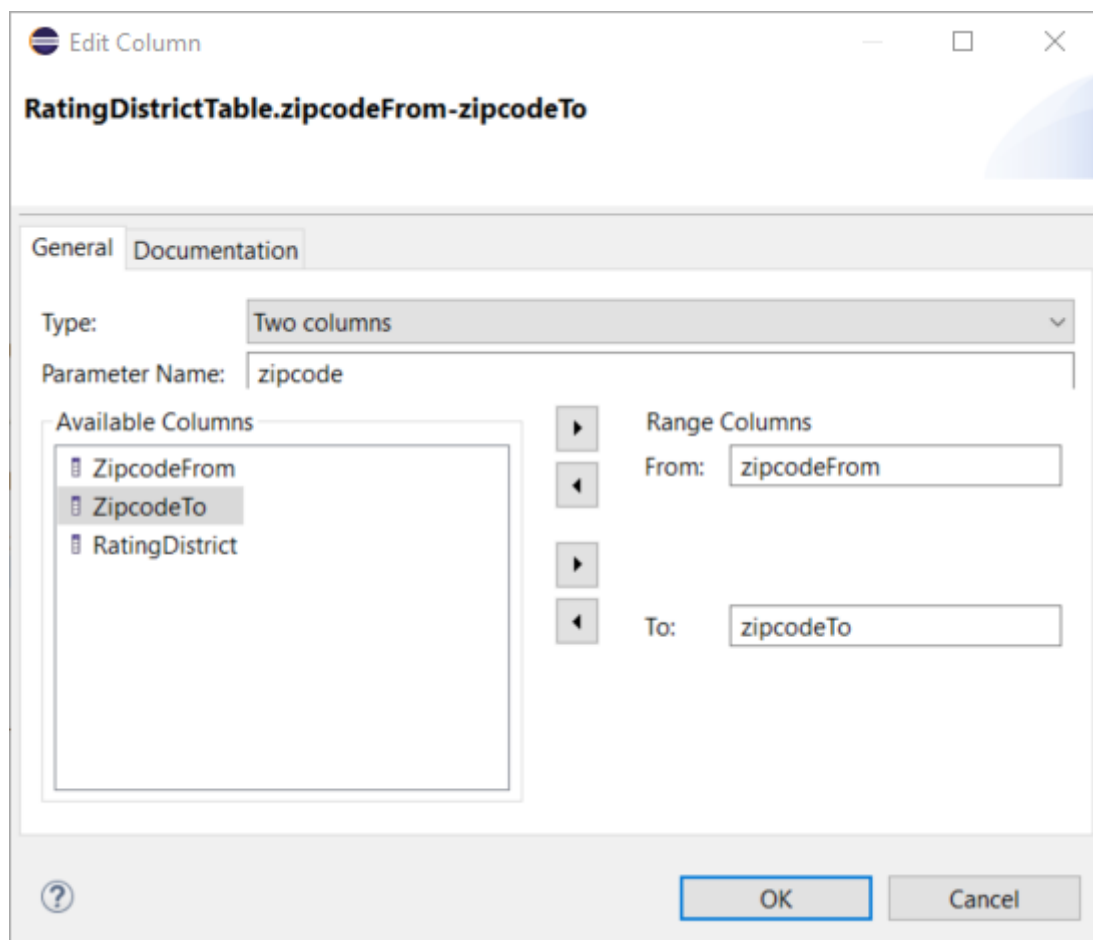 Edit Column
RatingDistrictTable.zipcodeFrom-zipcodeTo
General Documentation
Type: Two columns
Parameter Name: zipcode
Available Columns
ZipcodeFrom
ZipcodeTo
RatingDistrict
Range Columns
From: zipcodeFrom
To: zipcodeTo
?
OK Cancel